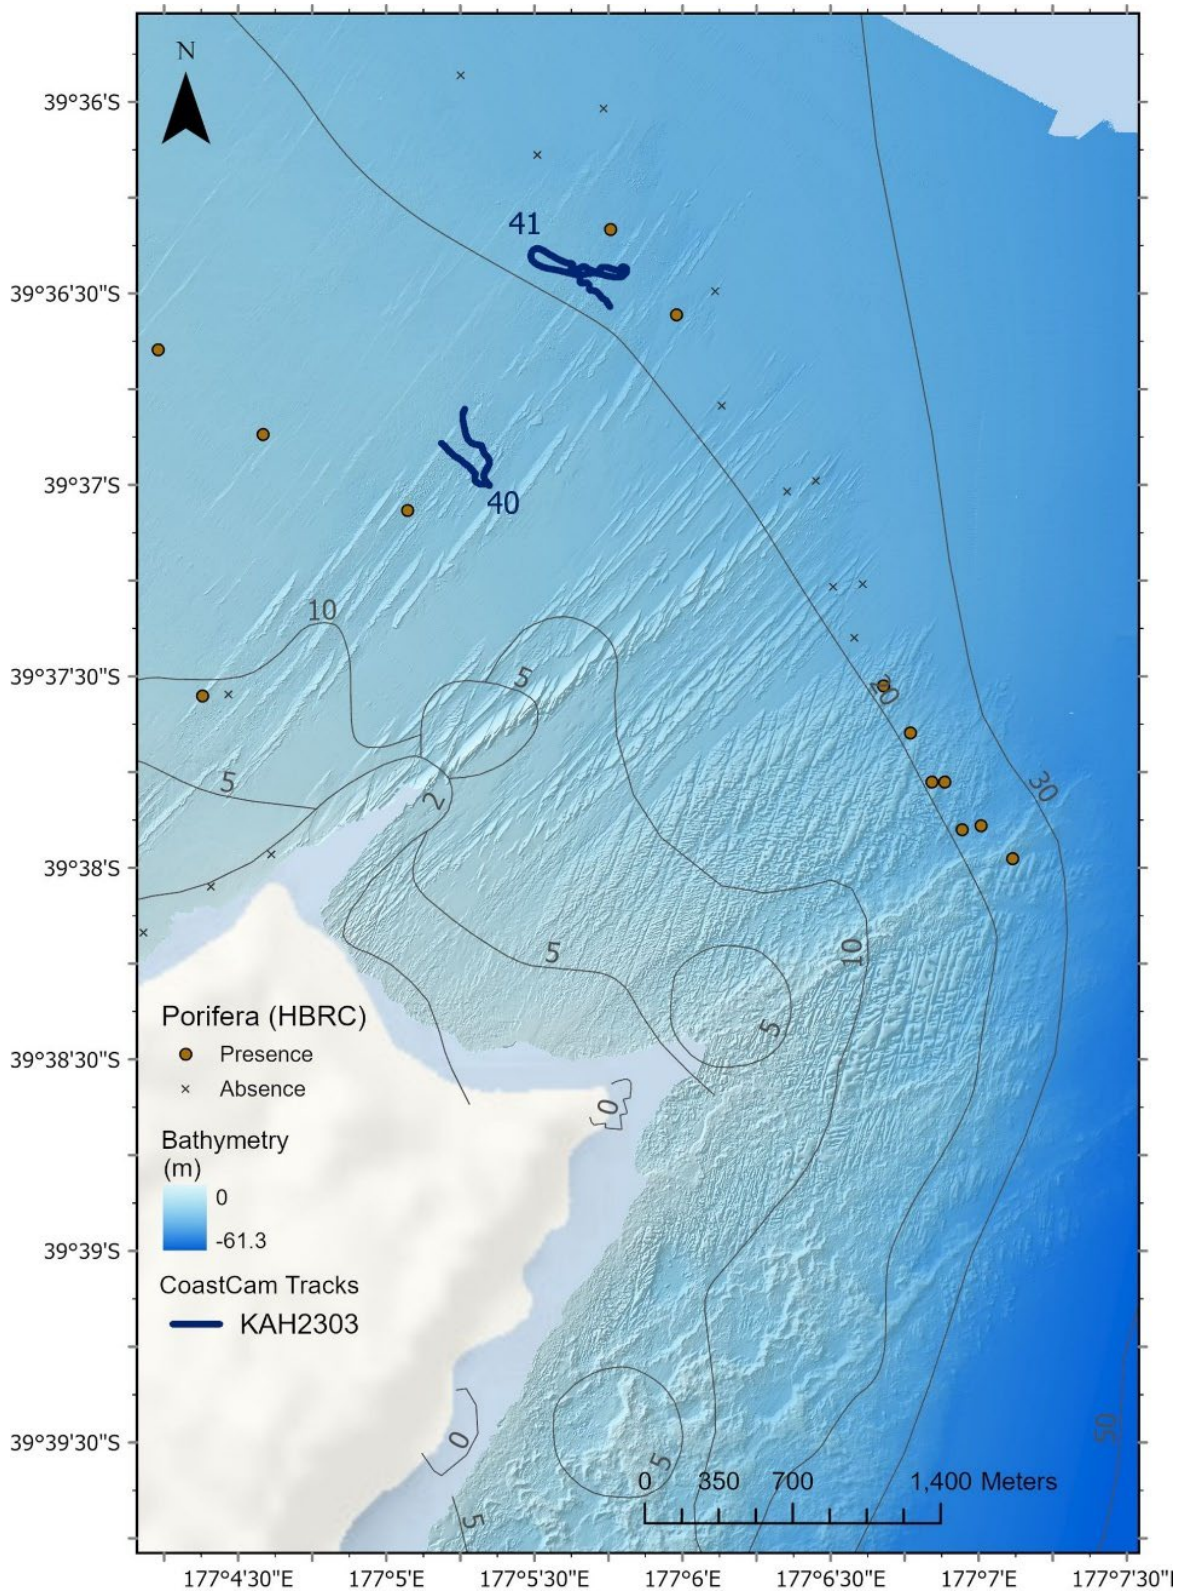 N
39°36'S
41
39°36'30"S
39°37'S
40
10
39°37'30"S
5
20
5
30
2
39°38'S
5
10
Porifera (HBRC)
5
Presence
39°38'30"S
Absence
0
Bathymetry
(m)
0
-61.3
39°39'S
CoastCam Tracks
KAH2303
50
39°39'30"S
0
5
0 350 700 1,400 Meters
5
177°4'30"E 177°5'E 177°5'30"E 177°6'E 177°6'30"E 177°7'E 177°7'30"E